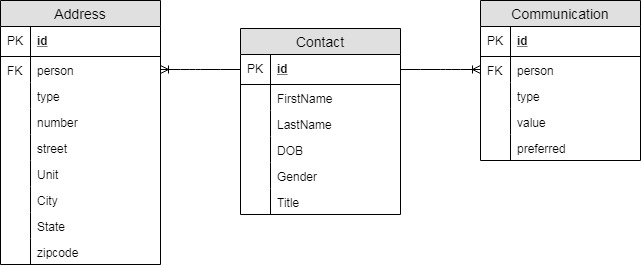 Address
PK id
FK person
type
number
street
Unit
City
State
zipcode
Contact
PK id
FirstName
LastName
DOB
Gender
Title
Communication
PK id
FK person
type
value
preferred